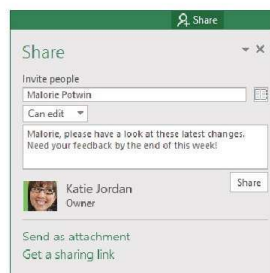 Share
Share
Invite people
Malorie Potwin
Can edit
Malorie, please have a look at these latest changes.
Need your feedback by the end of this week!
Share
Katie Jordan
Owner
Send as attachment
Get a sharing link